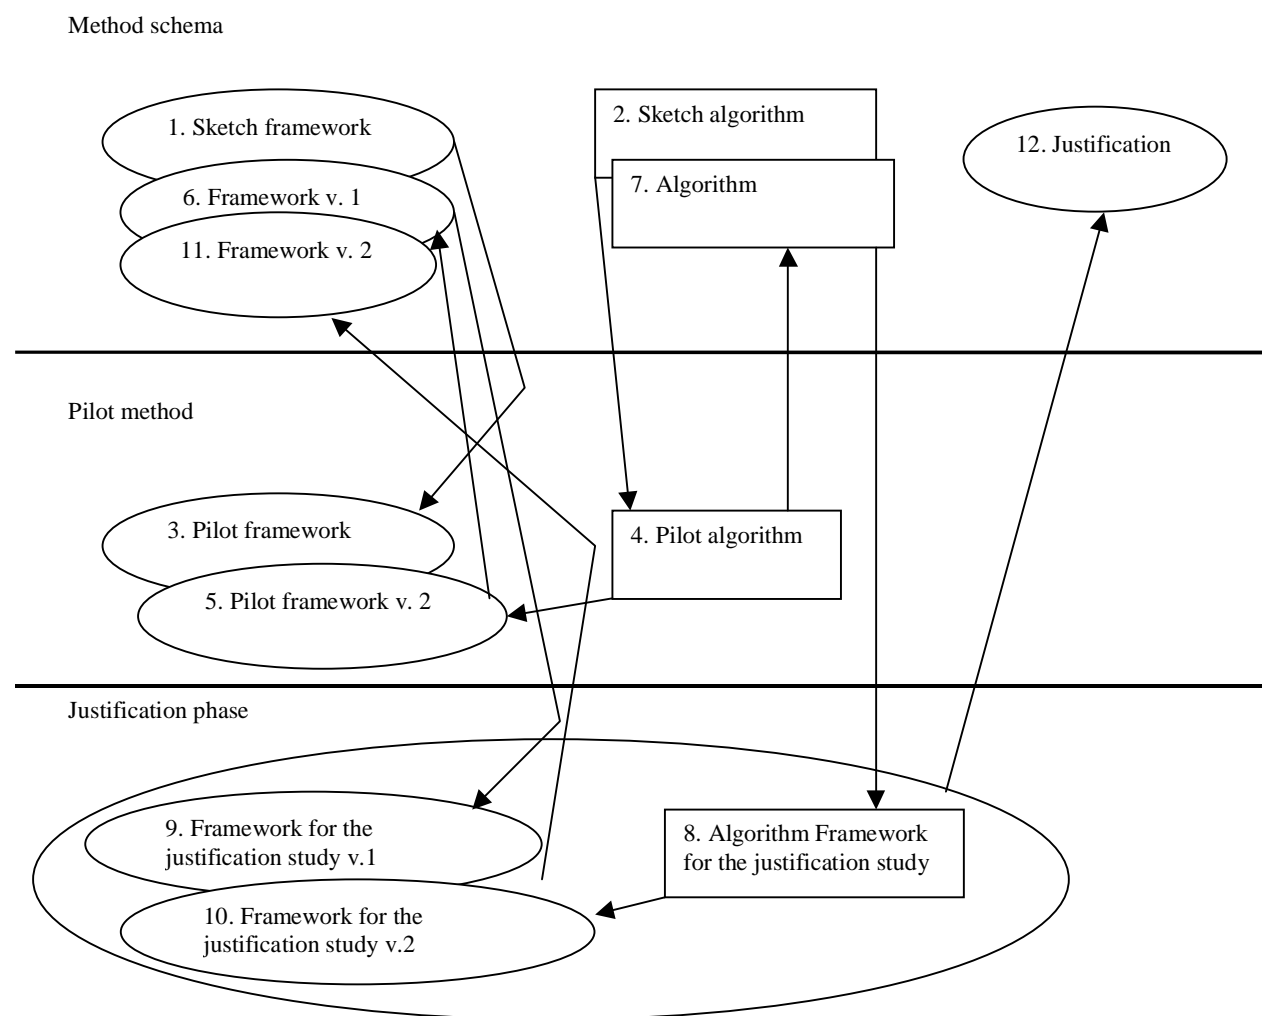 Method schema
1. Sketch framework
2. Sketch algorithm
12. Justification
6. Framework v. 1
7. Algorithm
11. Framework v. 2
Pilot method
3. Pilot framework
4. Pilot algorithm
5. Pilot framework v. 2
Justification phase
9. Framework for the
justification study v.1
8. Algorithm Framework
for the justification study
10. Framework for the
justification study v.2